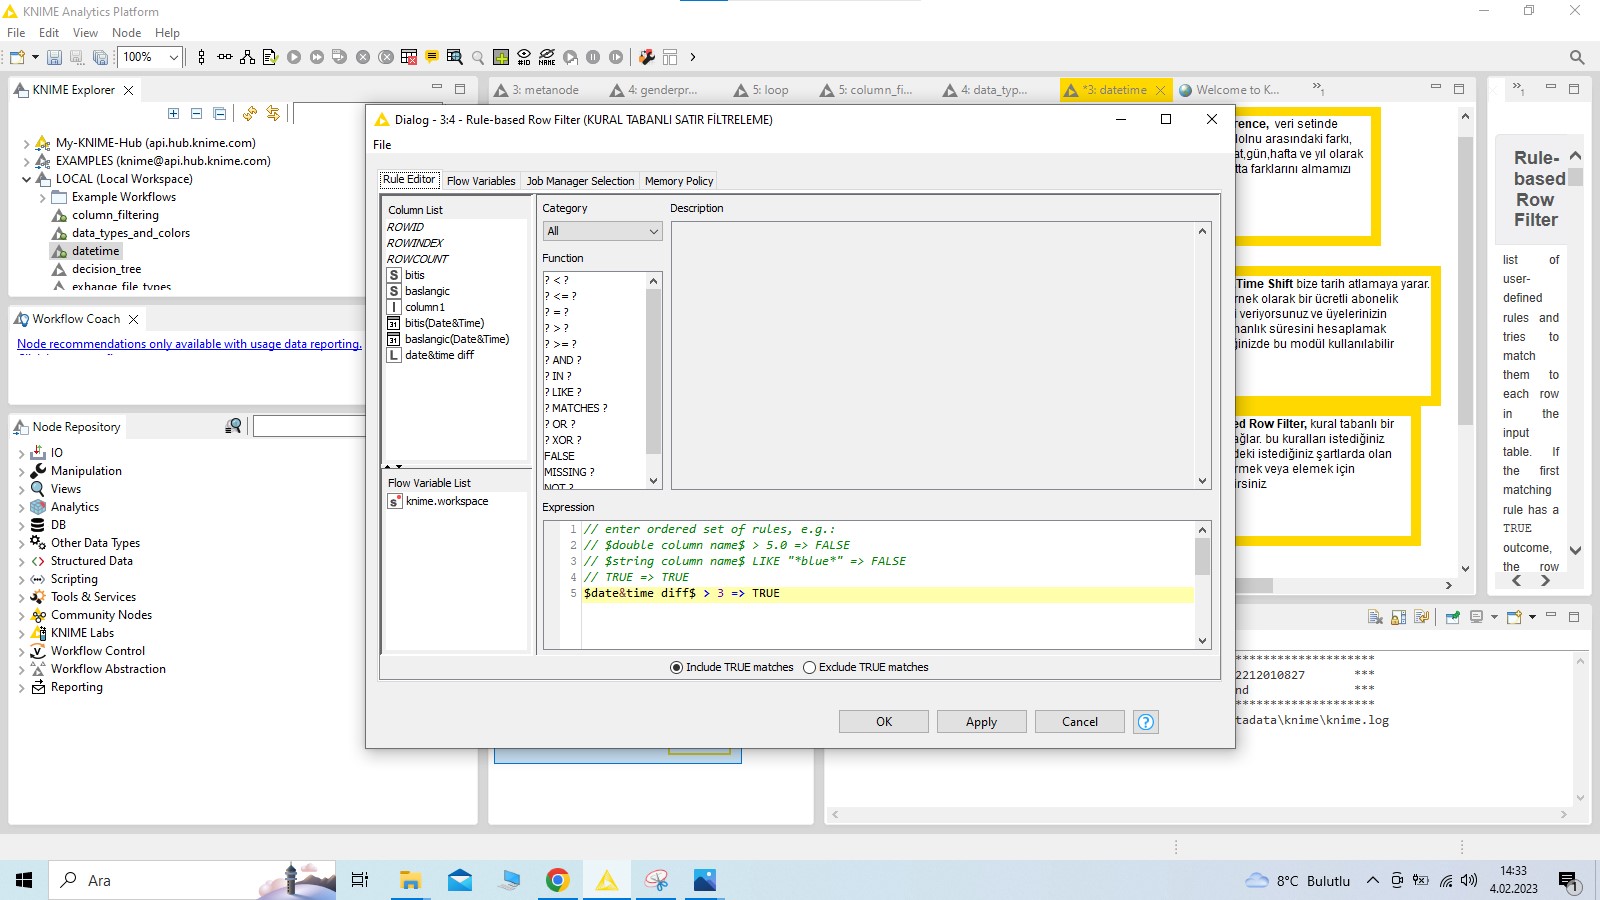 KNIME Analytics Platform
File Edit View Node Help
100%
#ID
NAME
KNIME Explorer
My-KNIME-Hub (api.hub.knime.com)
EXAMPLES (knime@api.hub.knime.com)
LOCAL (Local Workspace)
Example Workflows
column_filtering
data_types_and_colors
datetime
decision_tree
exhange_file_types
Workflow Coach
Node recommendations only available with usage data reporting.
Node Repository
IO
Manipulation
Views
Analytics
DB
Other Data Types
Structured Data
Scripting
Tools & Services
Community Nodes
KNIME Labs
Workflow Control
Workflow Abstraction
Reporting
3: metanode
4: genderpr...
5: loop
5: column_fi...
4: data_typ...
*3: datetime
Welcome to K...
Dialog - 3:4 - Rule-based Row Filter (KURAL TABANLI SATIR FİLTRELEME)
File
Rule Editor Flow Variables Job Manager Selection Memory Policy
Column List
ROWID
ROWINDEX
ROWCOUNT
S bitis
S baslangic
I column1
31 bitis(Date&Time)
31 baslangic(Date&Time)
L date&time diff
Flow Variable List
s knime.workspace
Category
All
Function
? < ?
? <= ?
? = ?
? > ?
? >= ?
? AND ?
? IN ?
? LIKE ?
? MATCHES ?
? OR ?
? XOR ?
FALSE
MISSING ?
NOT ?
Description
Expression
1 // enter ordered set of rules, e.g.:
2 // $double column name$ > 5.0 => FALSE
3 // $string column name$ LIKE "*blue*" => FALSE
4 // TRUE => TRUE
5 $date&time diff$ > 3 => TRUE
Include TRUE matches Exclude TRUE matches
OK Apply Cancel ?
rence, veri setinde
lolnu arasındaki farkı,
at,gün,hafta ve yıl olarak
tta farklarını almamızı
Time Shift bize tarih atlamaya yarar.
rnek olarak bir ücretli abonelik
i veriyorsunuz ve üyelerinizin
nanlık süresini hesaplamak
ğinizde bu modül kullanılabilir
ed Row Filter, kural tabanlı bir
ağlar. bu kuralları istediğiniz
deki istediğiniz şartlarda olan
rmek veya elemek için
irsiniz
Rule-
based
Row
Filter
list of
user-
defined
rules and
tries to
match
them to
each row
in the
input
table. If
the first
matching
rule has a
TRUE
outcome,
the row
********************
2212010827 ***
nd ***
********************
tadata\knime\knime.log
Ara
8°C Bulutlu
14:33
4.02.2023
1